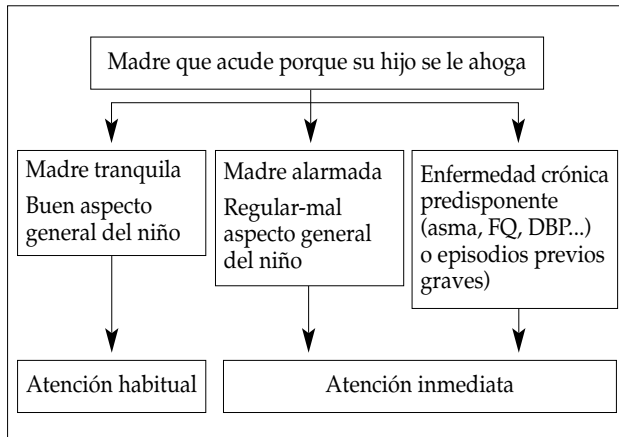 Madre que acude porque su hijo se le ahoga
Madre tranquila
Buen aspecto
general del niño
Madre alarmada
Regular-mal
aspecto general
del niño
Enfermedad crónica
predisponente
(asma, FQ, DBP...)
o episodios previos
graves)
Atención habitual
Atención inmediata